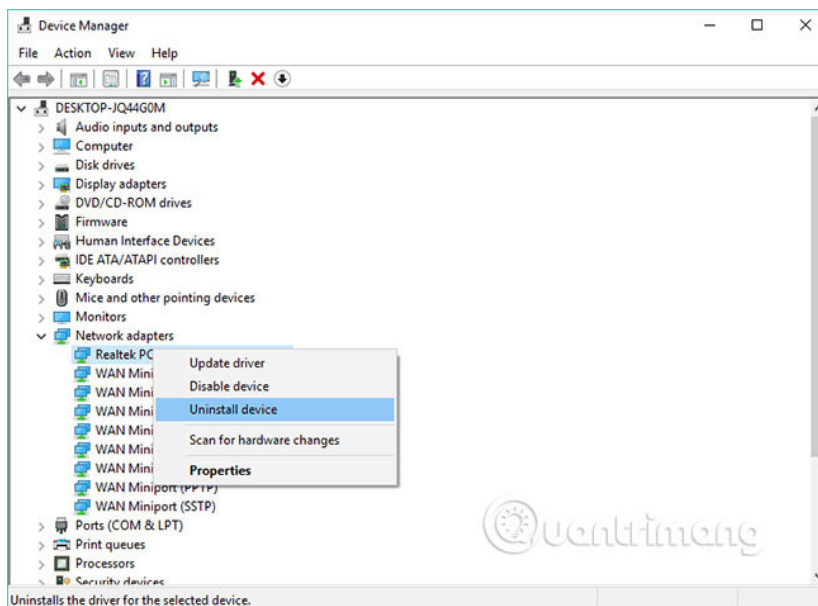 Device Manager
File Action View Help
DESKTOP-JQ44G0M
Audio inputs and outputs
Computer
Disk drives
Display adapters
DVD/CD-ROM drives
Firmware
Human Interface Devices
IDE ATA/ATAPI controllers
Keyboards
Mice and other pointing devices
Monitors
Network adapters
Realtek PC
WAN Mini
WAN Mini
WAN Mini
WAN Mini
WAN Mini
WAN Mini
WAN Miniport (PPTP)
WAN Miniport (SSTP)
Update driver
Disable device
Uninstall device
Scan for hardware changes
Properties
Ports (COM & LPT)
Print queues
Processors
Security devices
Quantrimang
Uninstalls the driver for the selected device.